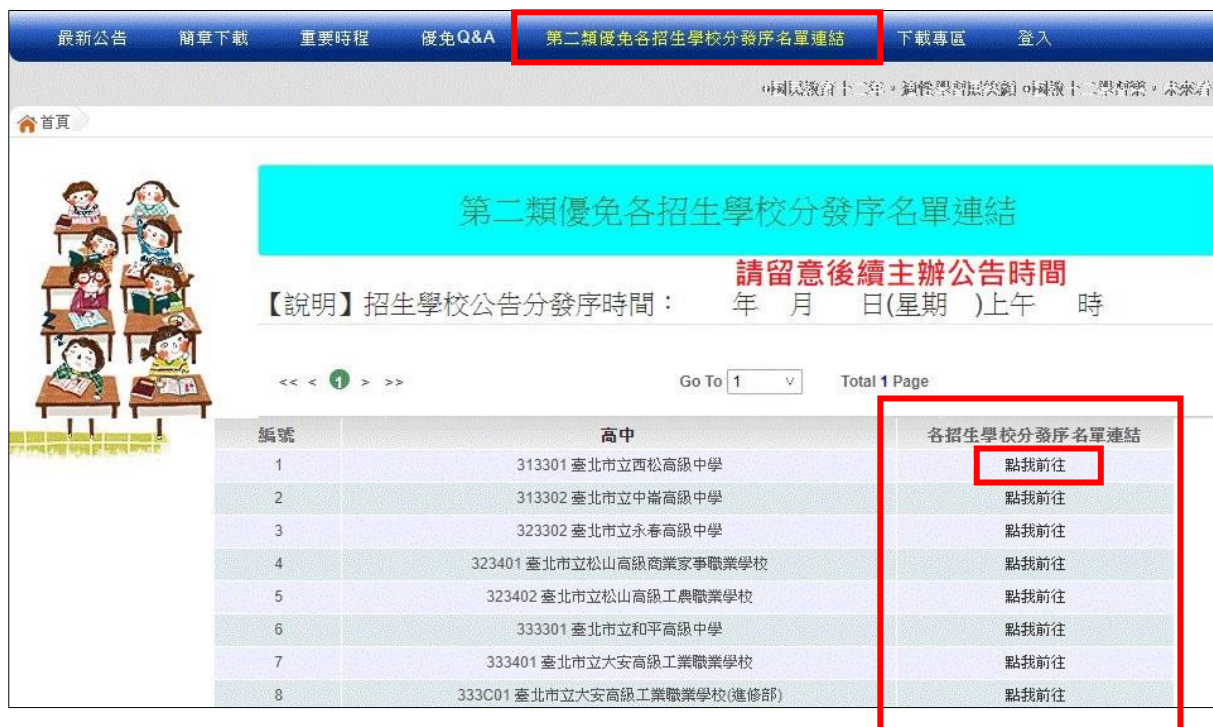 最新公告 簡章下載 重要時程 優免Q&A 第二類優免各招生學校分發序名單連結 下載專區 登入
首頁
第二類優免各招生學校分發序名單連結
請留意後續主辦公告時間
【說明】招生學校公告分發序時間： 年 月 日(星期 )上午 時
<< < 1 > >> Go To 1 Total 1 Page
編號 高中 各招生學校分發序名單連結
1 313301 臺北市立西松高級中學 點我前往
2 313302 臺北市立中崙高級中學 點我前往
3 323302 臺北市立永春高級中學 點我前往
4 323401 臺北市立松山高級商業家事職業學校 點我前往
5 323402 臺北市立松山高級工農職業學校 點我前往
6 333301 臺北市立和平高級中學 點我前往
7 333401 臺北市立大安高級工業職業學校 點我前往
8 333C01 臺北市立大安高級工業職業學校(進修部) 點我前往